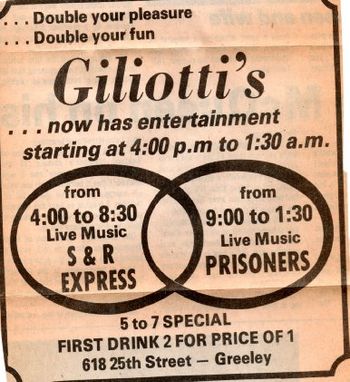 . . . Double your pleasure
. . . Double your fun
Giliotti's
. . . now has entertainment
starting at 4:00 p.m to 1:30 a.m.
from
4:00 to 8:30
Live Music
S & R
EXPRESS
from
9:00 to 1:30
Live Music
PRISONERS
5 to 7 SPECIAL
FIRST DRINK 2 FOR PRICE OF 1
618 25th Street — Greeley